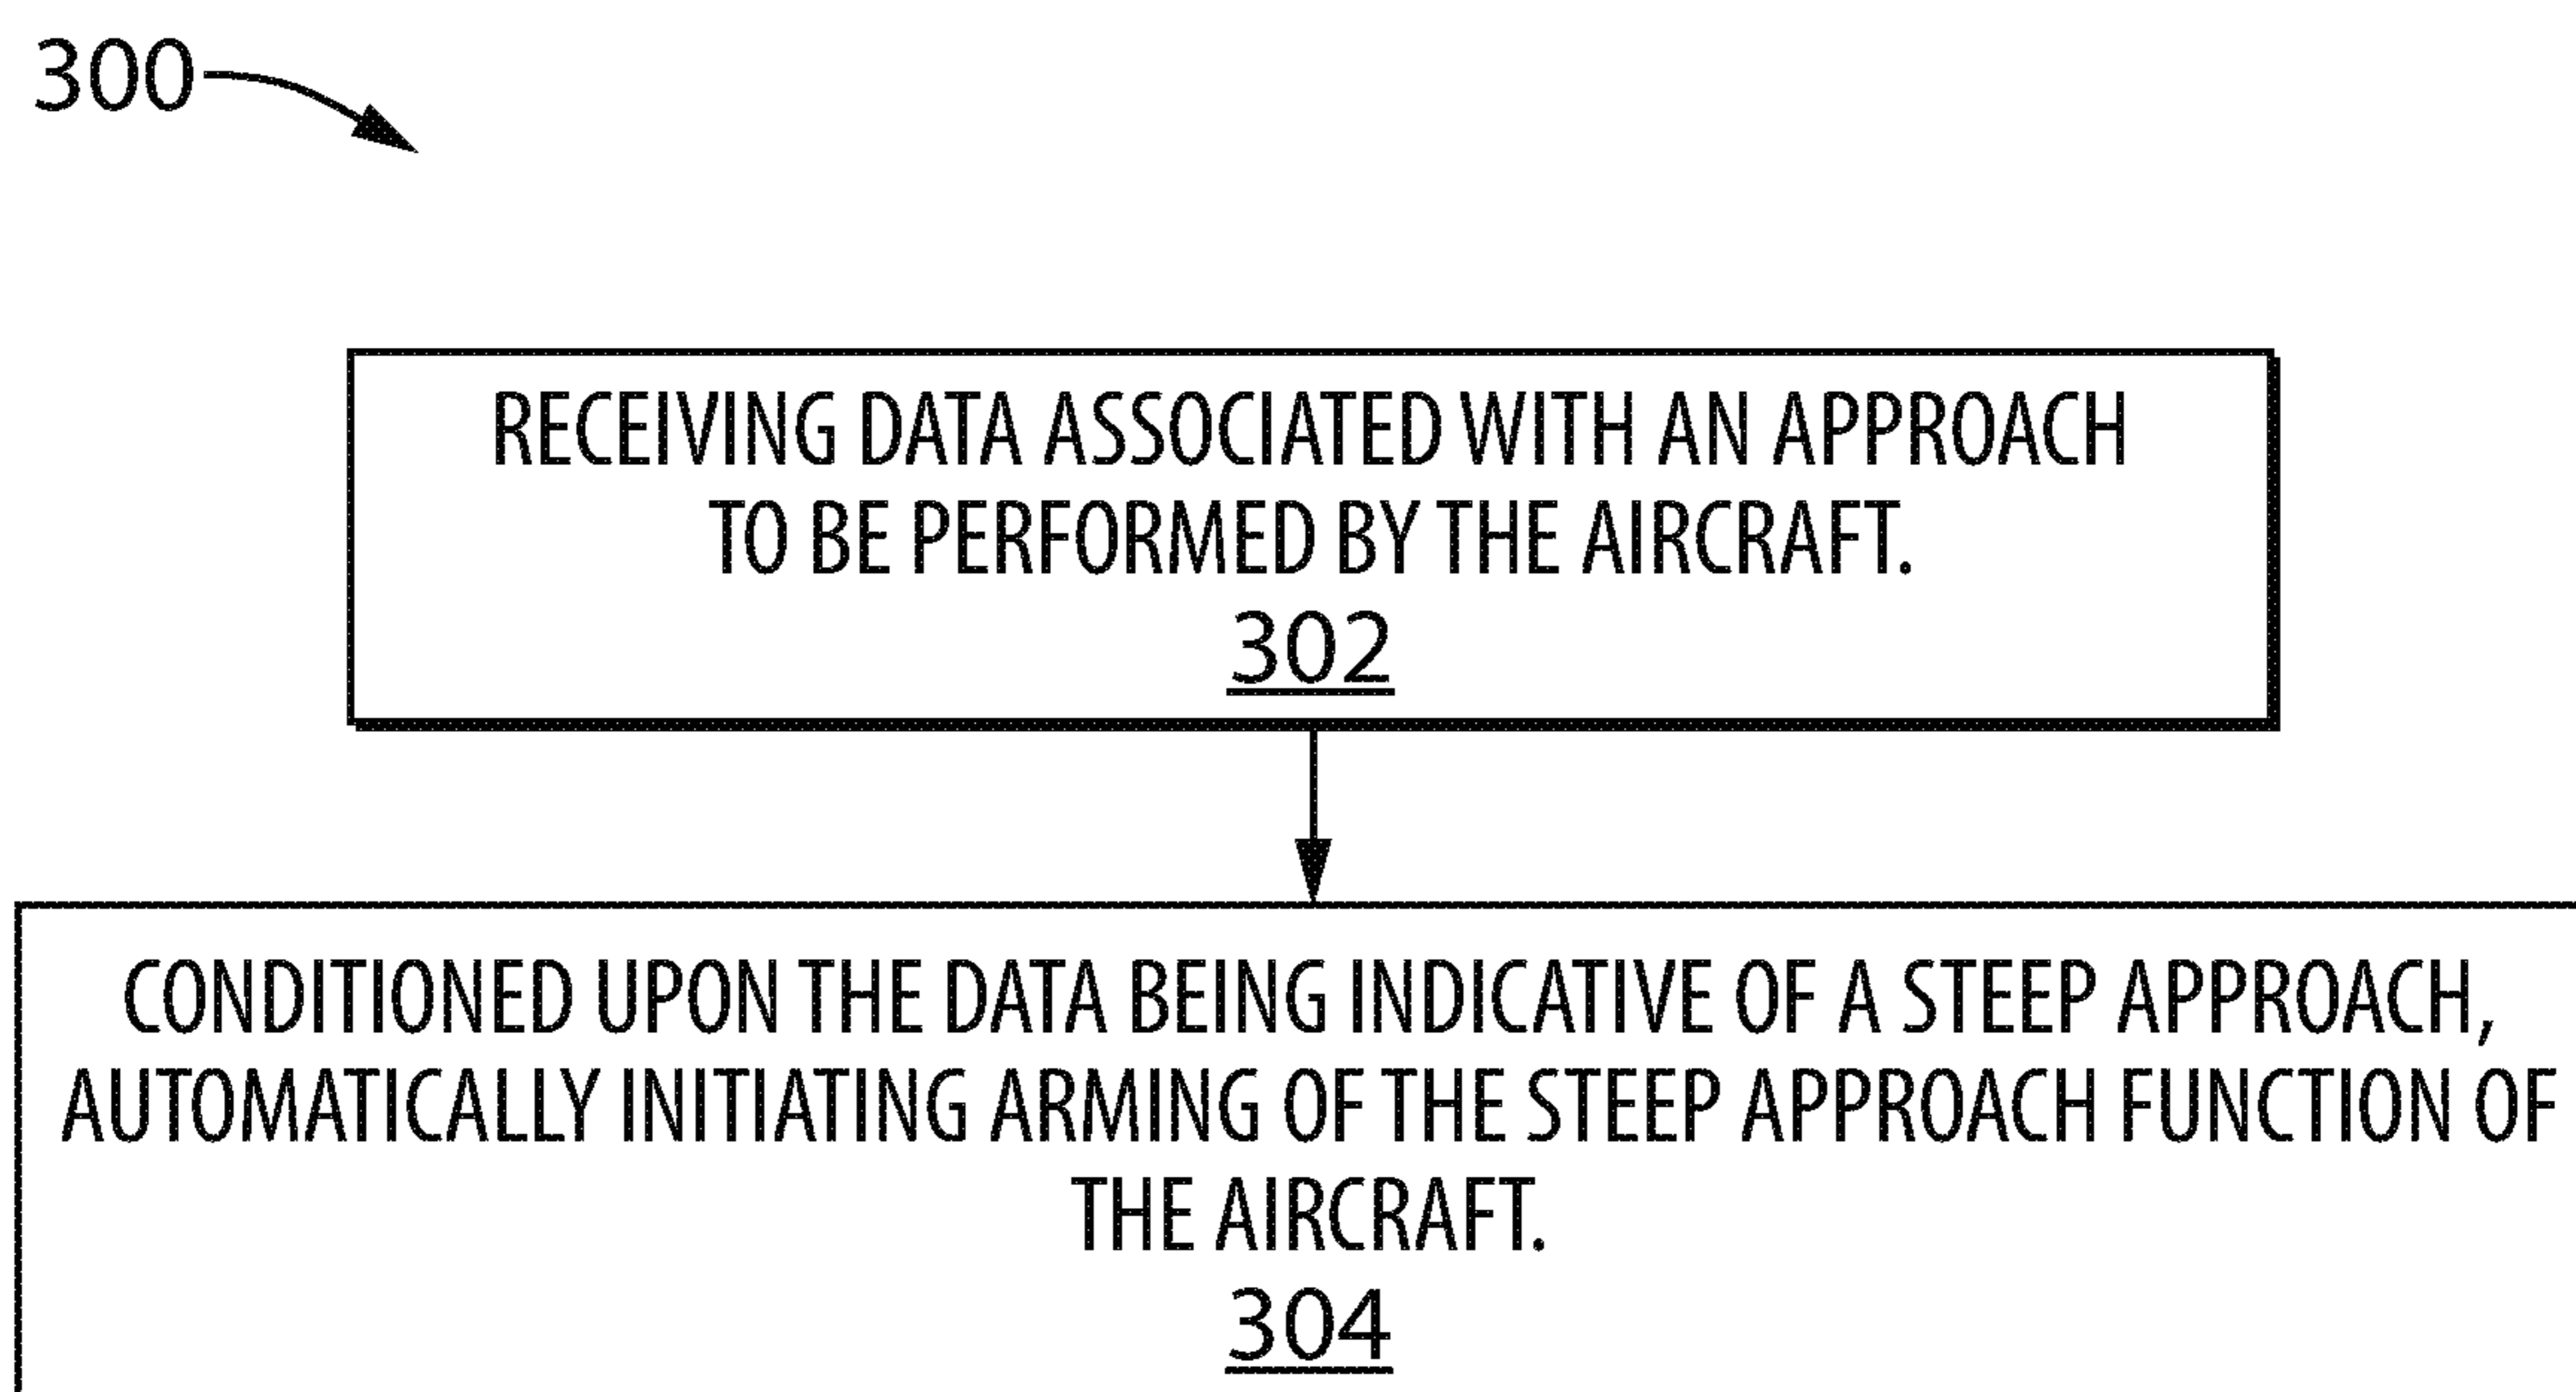 300
RECEIVING DATA ASSOCIATED WITH AN APPROACH
TO BE PERFORMED BY THE AIRCRAFT.
302
CONDITIONED UPON THE DATA BEING INDICATIVE OF A STEEP APPROACH,
AUTOMATICALLY INITIATING ARMING OF THE STEEP APPROACH FUNCTION OF
THE AIRCRAFT.
304